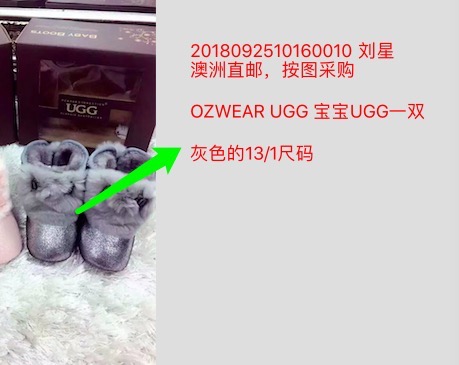 BABY BOOTS
UGG
2018092510160010 刘星
澳洲直邮，按图采购
OZWEAR UGG 宝宝UGG一双
灰色的13/1尺码